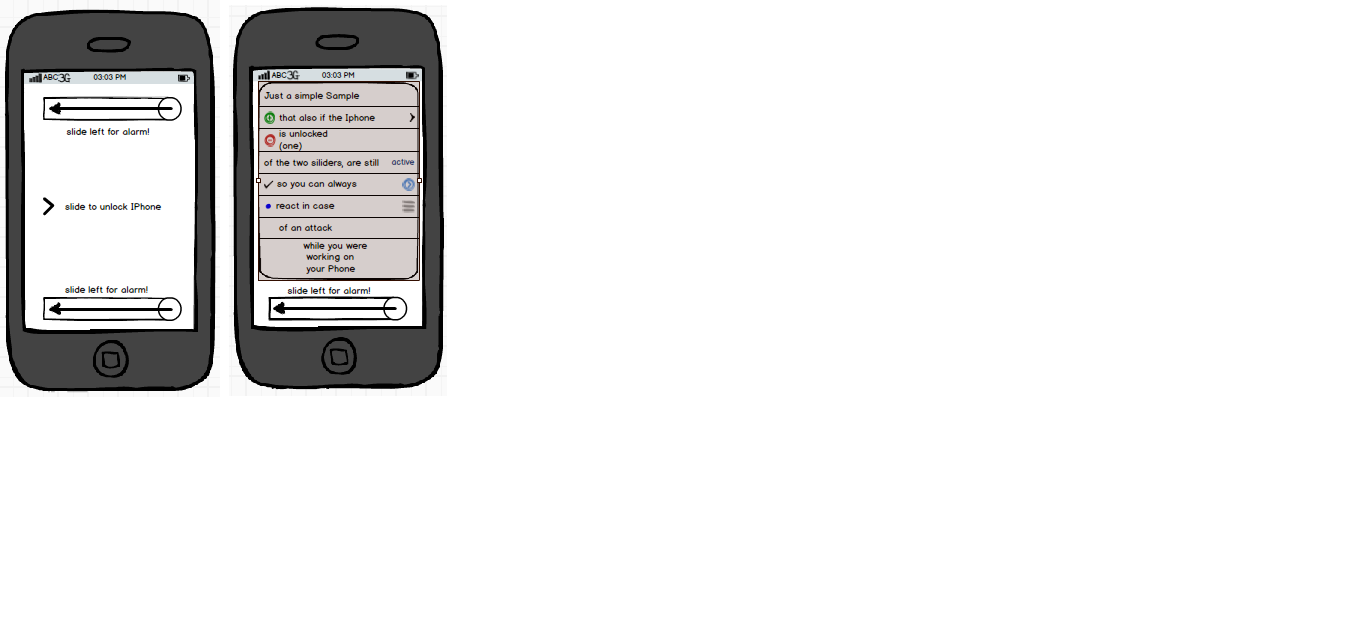 ABC 3G 03:03 PM
slide left for alarm!
slide to unlock IPhone
slide left for alarm!
ABC 3G 03:03 PM
Just a simple Sample
that also if the Iphone
is unlocked
(one)
of the two siliders, are still active
so you can always
react in case
of an attack
while you were
working on
your Phone
slide left for alarm!